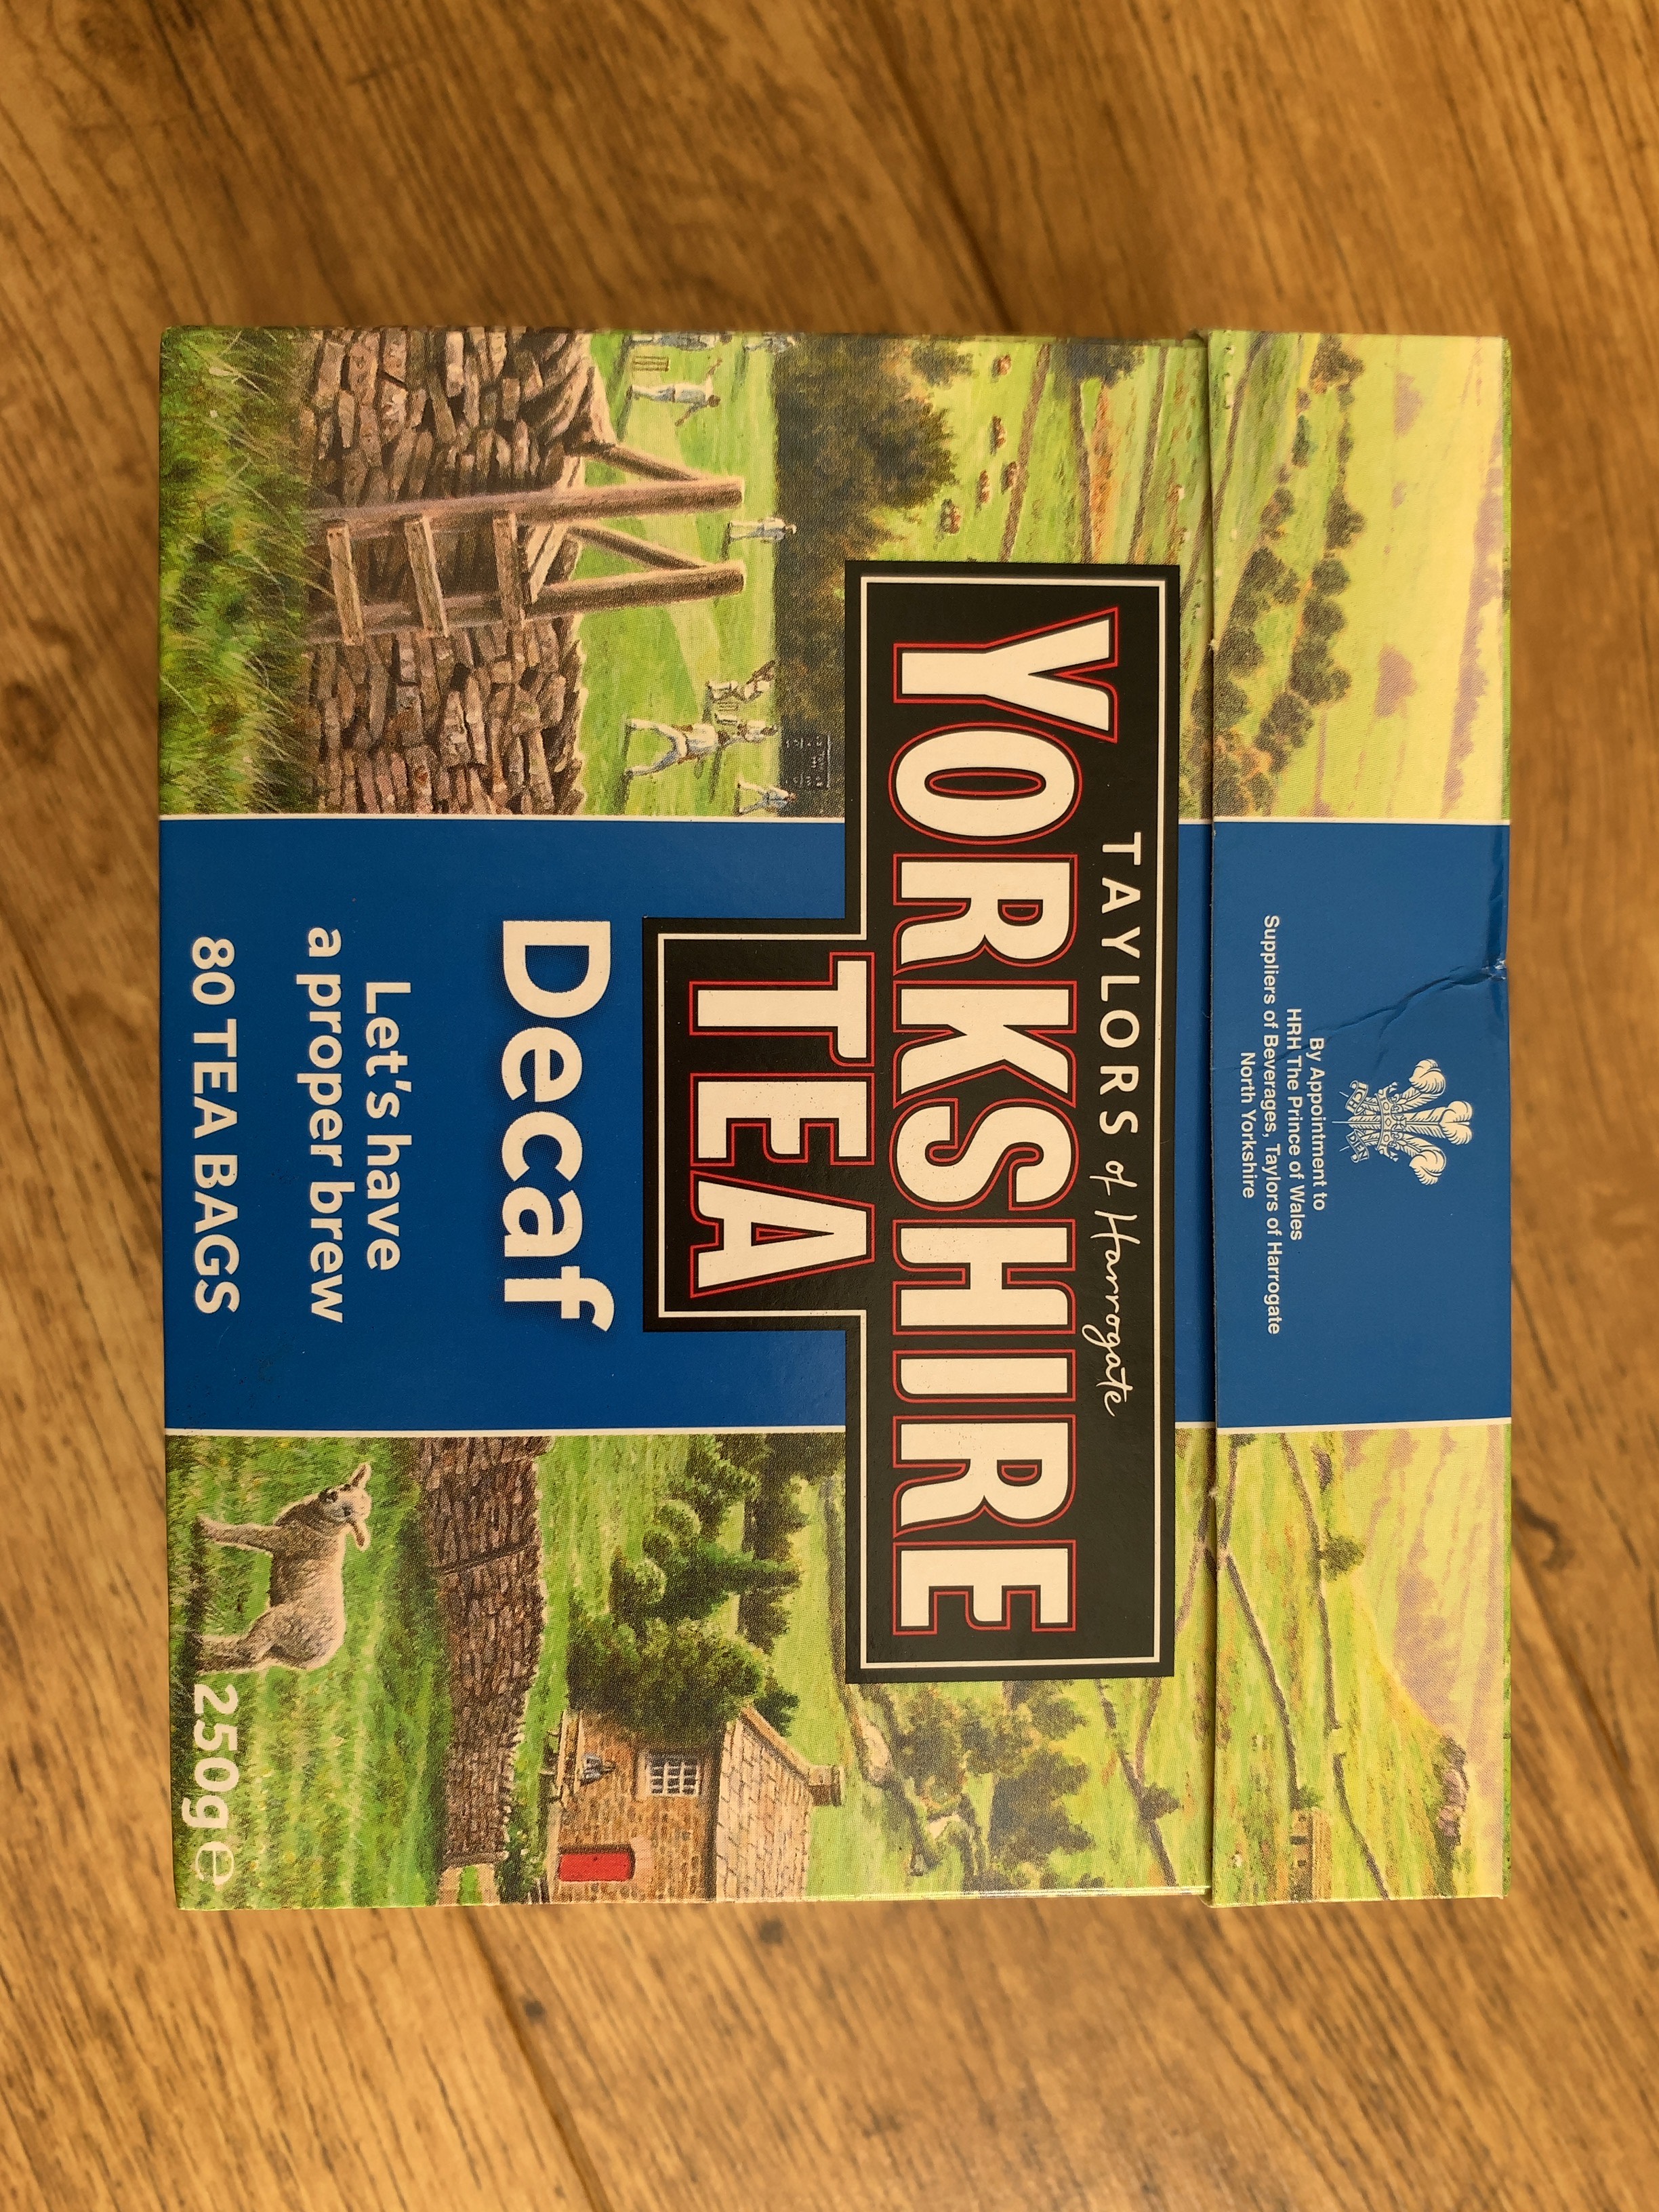 By Appointment to
HRH The Prince of Wales
Suppliers of Beverages, Taylors of Harrogate
North Yorkshire
TAYLORS of Harrogate
YORKSHIRE
TEA
Decaf
Let's have
a proper brew
80 TEA BAGS
250g e